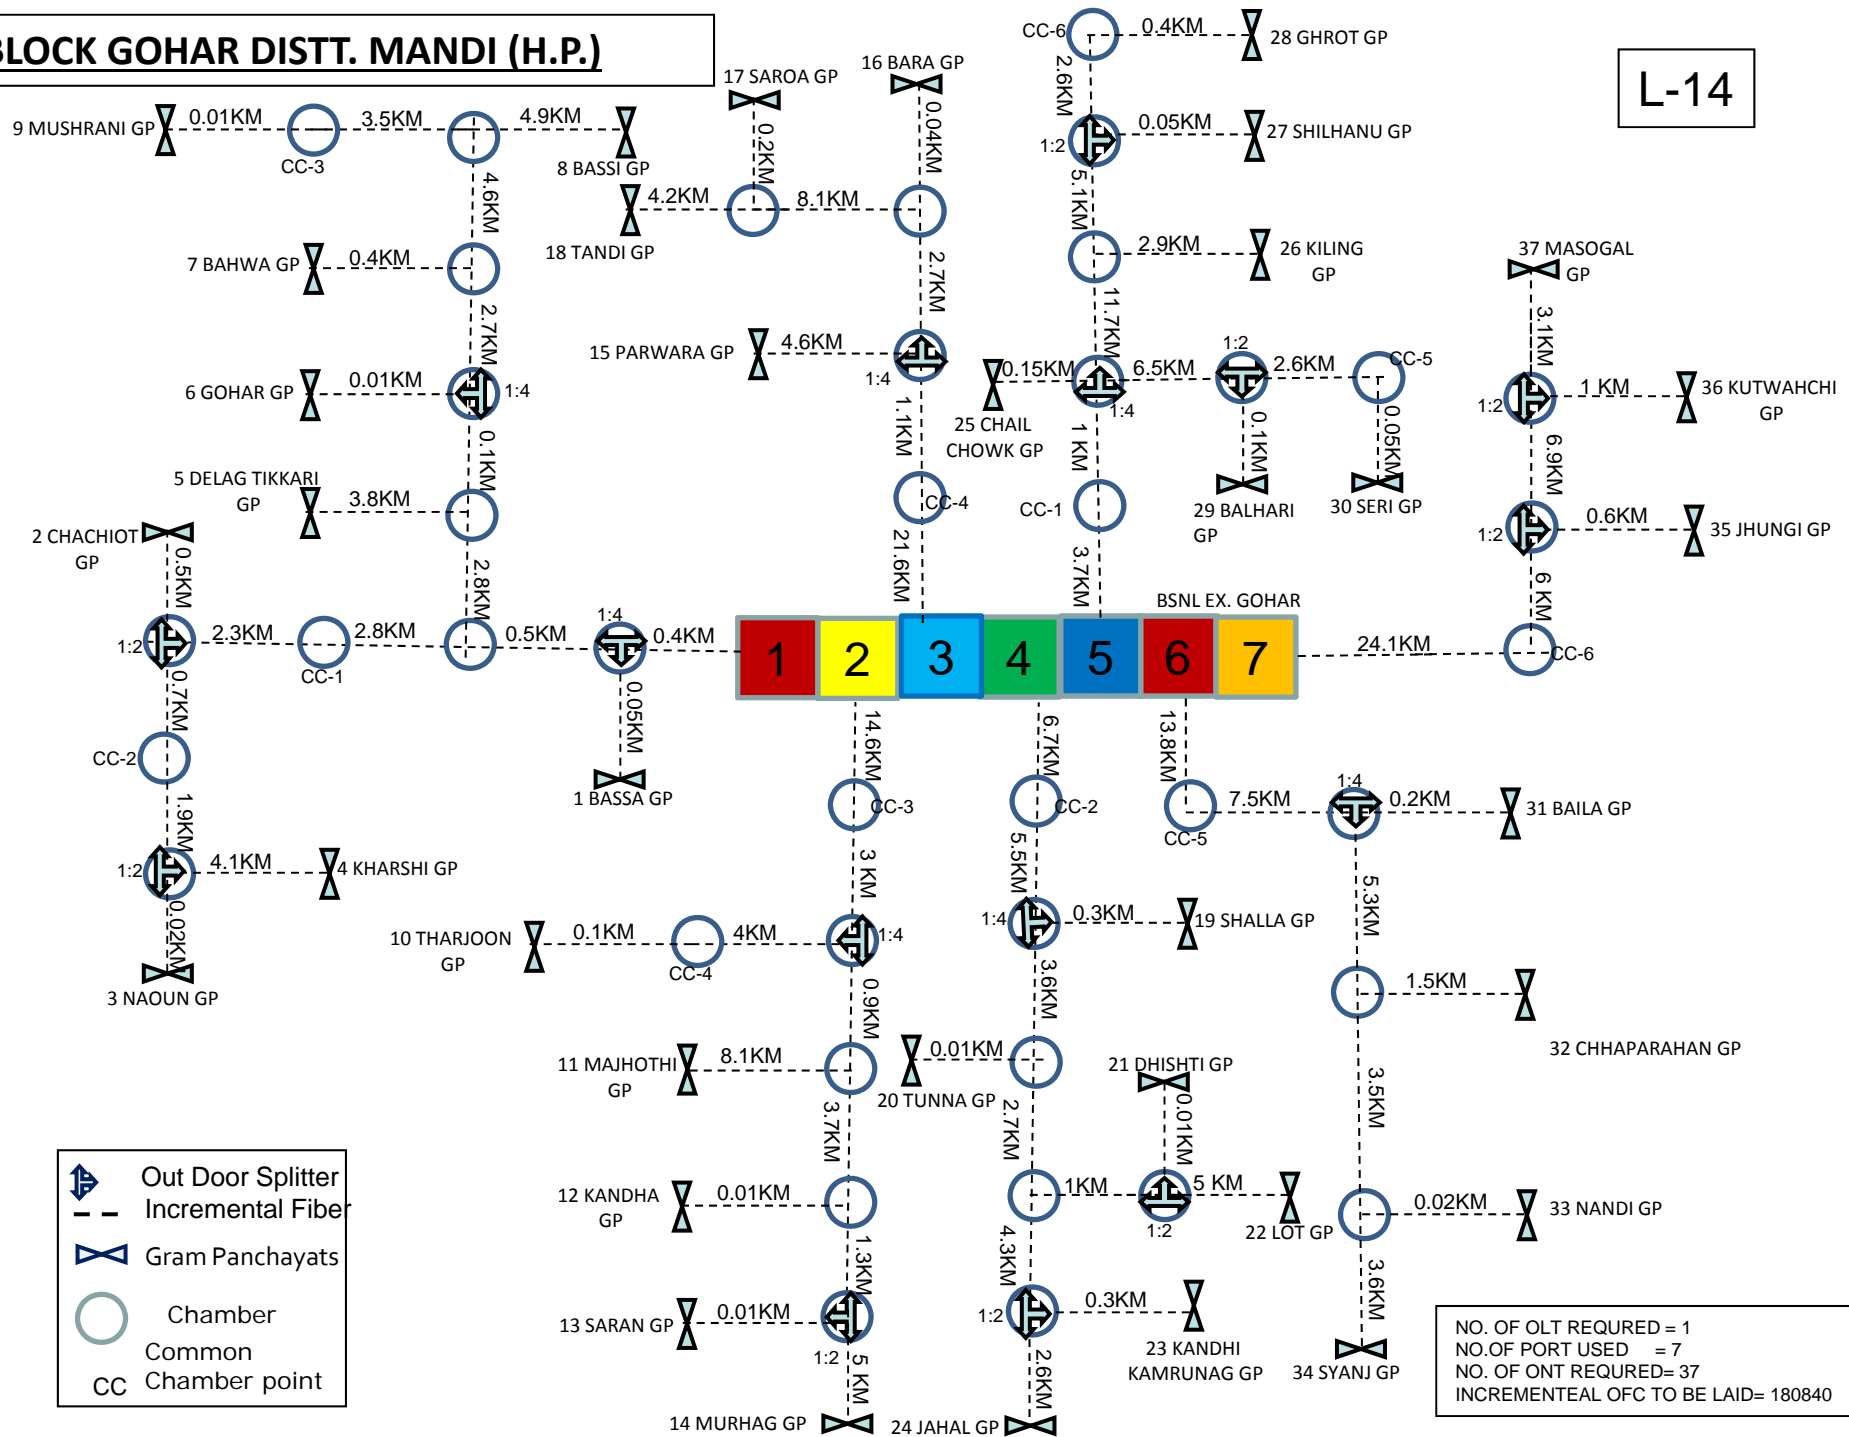 BLOCK GOHAR DISTT. MANDI (H.P.)
L-14
CC-6
0.4KM
28 GHROT GP
2.6KM
17 SAROA GP
16 BARA GP
9 MUSHRANI GP
0.01KM
3.5KM
4.9KM
CC-3
8 BASSI GP
0.2KM
0.04KM
1:2
0.05KM
27 SHILHANU GP
4.6KM
4.2KM
8.1KM
18 TANDI GP
5.1KM
7 BAHWA GP
0.4KM
2.7KM
2.9KM
26 KILING
GP
37 MASOGAL
GP
2.7KM
11.7KM
3.1KM
15 PARWARA GP
4.6KM
1:4
6 GOHAR GP
0.01KM
1:4
0.15KM
6.5KM
1:2
2.6KM
CC-5
1:4
25 CHAIL
CHOWK GP
1:2
1 KM
36 KUTWAHCHI
GP
0.1KM
1.1KM
1 KM
0.1KM
0.05KM
6.9KM
5 DELAG TIKKARI
GP
3.8KM
CC-4
CC-1
29 BALHARI
GP
30 SERI GP
1:2
0.6KM
35 JHUNGI GP
2 CHACHIOT
GP
0.5KM
2.8KM
21.6KM
3.7KM
6 KM
BSNL EX. GOHAR
1:2
2.3KM
2.8KM
CC-1
0.5KM
1:4
0.4KM
1
2
3
4
5
6
7
24.1KM
CC-6
0.7KM
0.05KM
14.6KM
6.7KM
13.8KM
CC-2
1 BASSA GP
CC-3
CC-2
CC-5
7.5KM
1:4
0.2KM
31 BAILA GP
1.9KM
3 KM
5.5KM
5.3KM
1:2
4.1KM
4 KHARSHI GP
0.02KM
3 NAOUN GP
10 THARJOON
GP
0.1KM
4KM
CC-4
1:4
1:4
0.3KM
19 SHALLA GP
0.9KM
3.6KM
1.5KM
32 CHHAPARAHAN GP
11 MAJHOTHI
GP
8.1KM
0.01KM
20 TUNNA GP
21 DHISHTI GP
3.7KM
2.7KM
0.01KM
3.5KM
12 KANDHA
GP
0.01KM
1KM
5 KM
1:2
22 LOT GP
0.02KM
33 NANDI GP
1.3KM
4.3KM
3.6KM
13 SARAN GP
0.01KM
1:2
1:2
0.3KM
23 KANDHI
KAMRUNAG GP
34 SYANJ GP
5 KM
2.6KM
14 MURHAG GP
24 JAHAL GP
Out Door Splitter
Incremental Fiber
Gram Panchayats
Chamber
Common
CC Chamber point
NO. OF OLT REQURED = 1
NO.OF PORT USED = 7
NO. OF ONT REQURED= 37
INCREMENTEAL OFC TO BE LAID= 180840